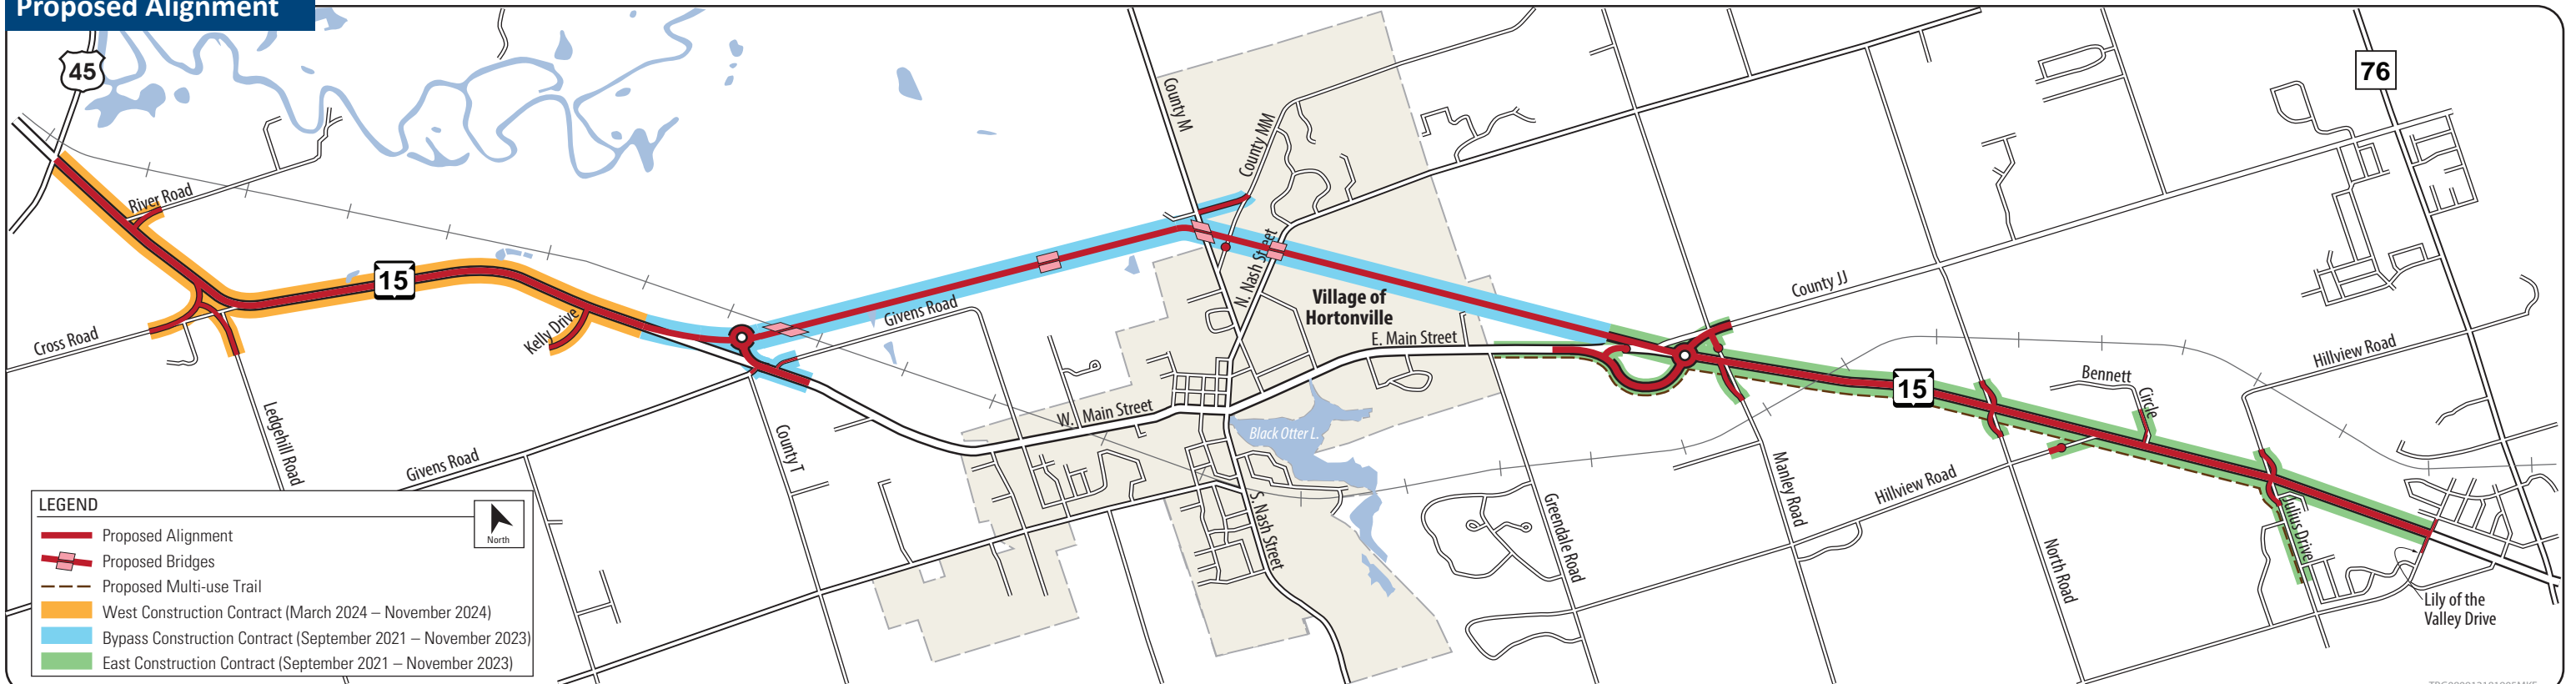 Proposed Alignment
45
76
County M
County MM
River Road
15
N. Nash Street
Village of
Hortonville
County JJ
Givens Road
Cross Road
Kelly Drive
E. Main Street
Hillview Road
Bennett
Circle
15
W. Main Street
Black Otter L.
Ledgehill Road
County T
Givens Road
Manley Road
Hillview Road
S. Nash Street
Greendale Road
North Road
Julius Drive
Lily of the
Valley Drive
LEGEND
North
Proposed Alignment
Proposed Bridges
Proposed Multi-use Trail
West Construction Contract (March 2024 – November 2024)
Bypass Construction Contract (September 2021 – November 2023)
East Construction Contract (September 2021 – November 2023)